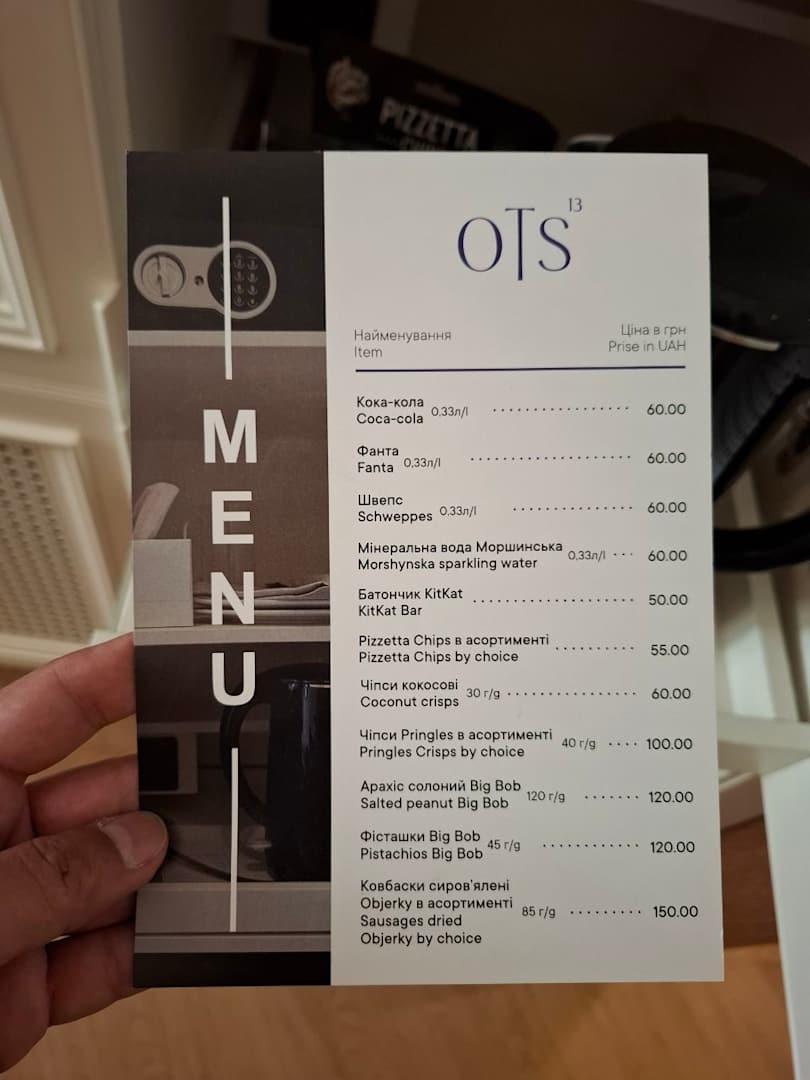 PIZZETTA
MENU
OTS 13
Найменування
Item
Ціна в грн
Prise in UAH
Кока-кола
Coca-cola 0,33л/l 60.00
Фанта
Fanta 0,33л/l 60.00
Швепс
Schweppes 0,33л/l 60.00
Мінеральна вода Моршинська
Morshynska sparkling water 0,33л/l 60.00
Батончик KitKat
KitKat Bar 50.00
Pizzetta Chips в асортименті
Pizzetta Chips by choice 55.00
Чіпси кокосові
Coconut crisps 30 г/g 60.00
Чіпси Pringles в асортименті
Pringles Crisps by choice 40 г/g 100.00
Арахіс солоний Big Bob
Salted peanut Big Bob 120 г/g 120.00
Фісташки Big Bob
Pistachios Big Bob 45 г/g 120.00
Ковбаски сиров'ялені
Objerky в асортименті
Sausages dried 85 г/g 150.00
Objerky by choice